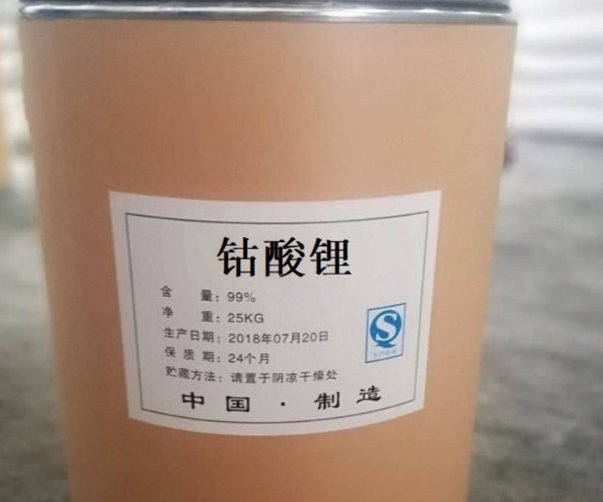 钴酸锂
含 量：99%
净 重：25KG
生产日期：2018年07月20日
保 质 期：24个月
贮藏方法：请置于阴凉干燥处
中国·制造